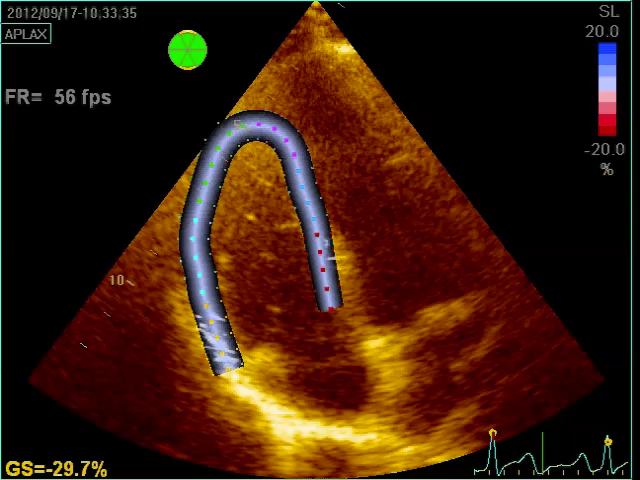 2012/09/17-10:33:35
APLAX
SL
20.0
FR= 56 fps
-20.0
%
10
GS=-29.7%